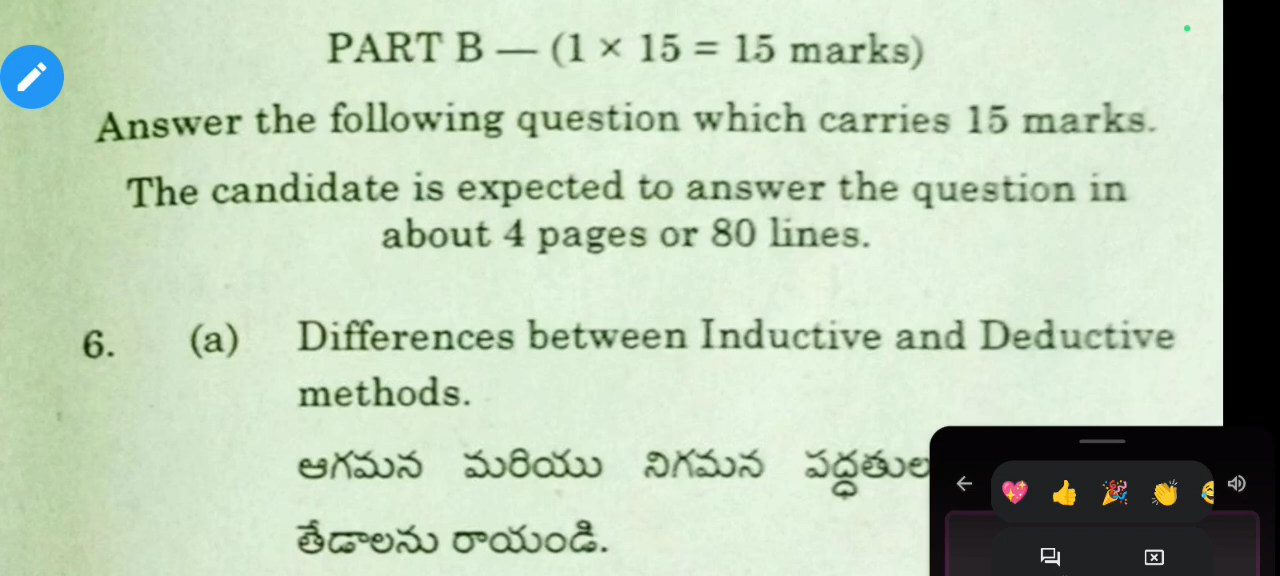 PART B — (1 × 15 = 15 marks)
Answer the following question which carries 15 marks.
The candidate is expected to answer the question in
about 4 pages or 80 lines.
6. (a) Differences between Inductive and Deductive
methods.
ఆగమన మరియు నిగమన పద్ధతుల
తేడాలను రాయండి.